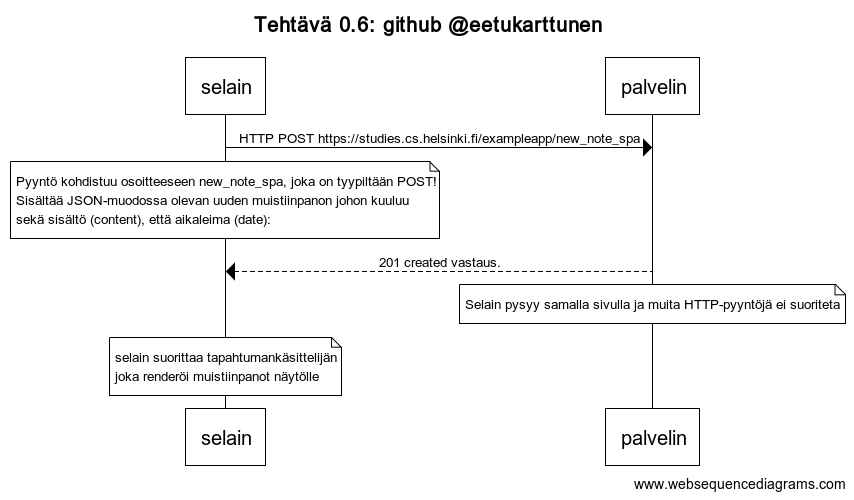 Tehtävä 0.6: github @eetukarttunen
selain
palvelin
HTTP POST https://studies.cs.helsinki.fi/exampleapp/new_note_spa
Pyyntö kohdistuu osoitteeseen new_note_spa, joka on tyypiltään POST!
Sisältää JSON-muodossa olevan uuden muistiinpanon johon kuuluu
sekä sisältö (content), että aikaleima (date):
201 created vastaus.
Selain pysyy samalla sivulla ja muita HTTP-pyyntöjä ei suoriteta
selain suorittaa tapahtumankäsittelijän
joka renderöi muistiinpanot näytölle
selain
palvelin
www.websequencediagrams.com